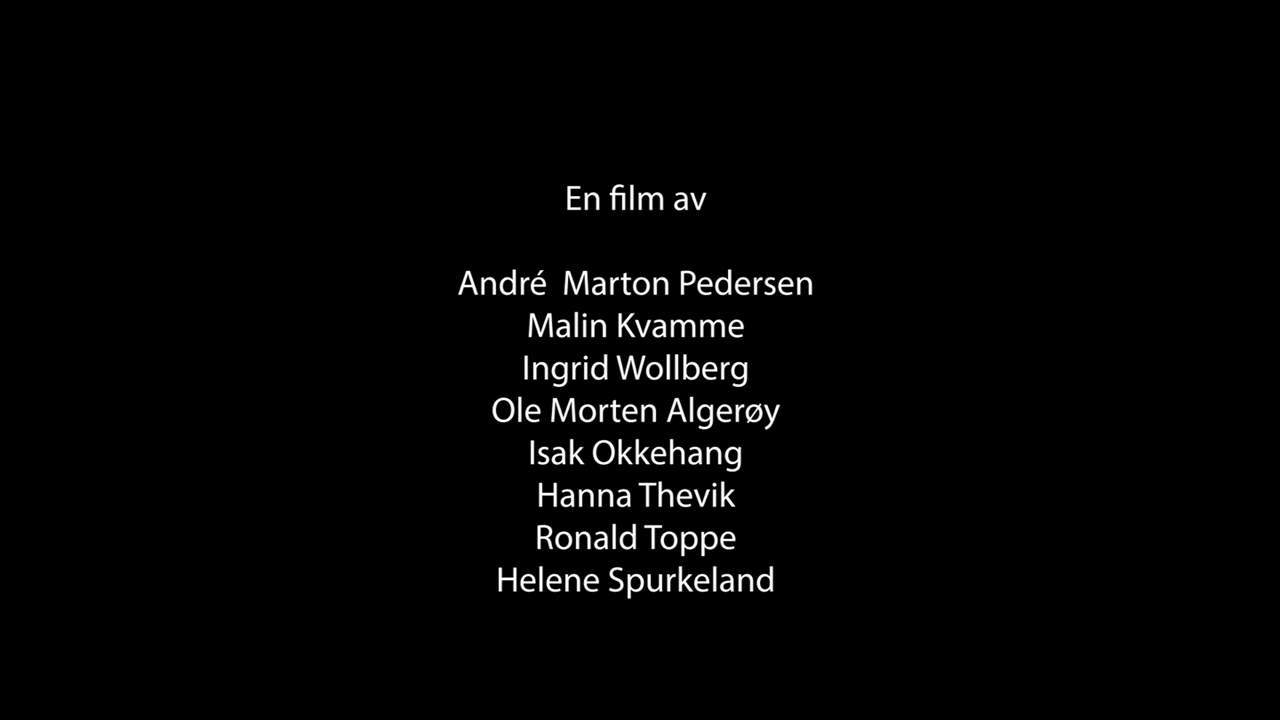 En film av
André  Marton Pedersen
Malin Kvamme
Ingrid Wollberg
Ole Morten Algerøy
Isak Okkehang
Hanna Thevik
Ronald Toppe
Helene Spurkeland